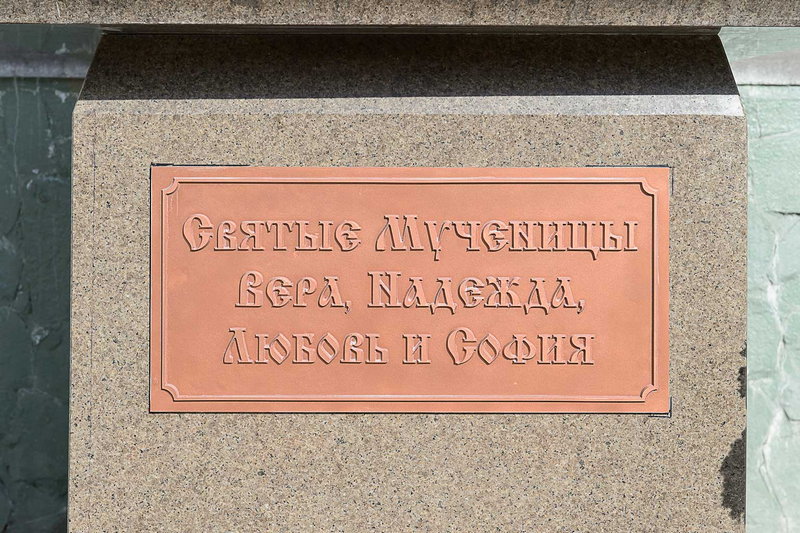 Святые Мученицы
Вера, Надежда,
Любовь и София